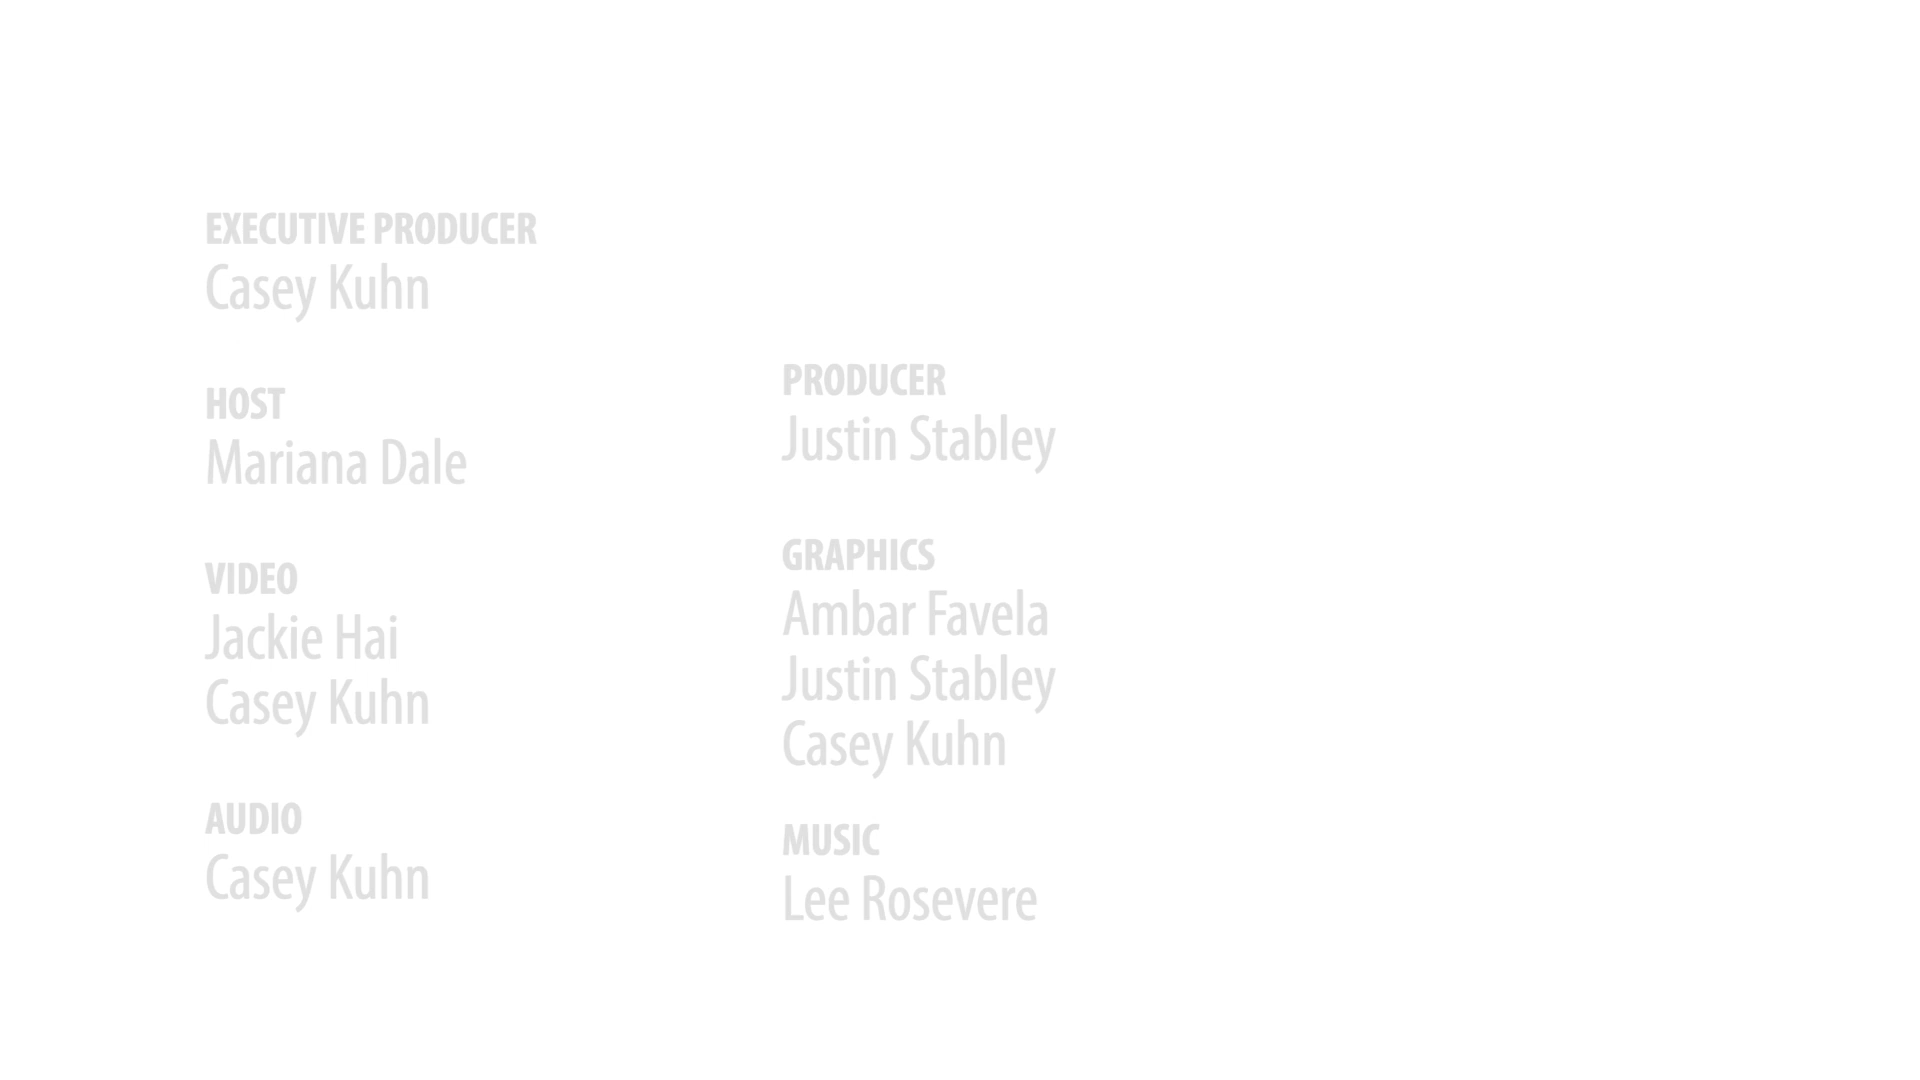 EXECUTIVE PRODUCER
Casey Kuhn
HOST
Mariana Dale
VIDEO
Jackie Hai
Casey Kuhn
AUDIO
Casey Kuhn
PRODUCER
Justin Stabley
GRAPHICS
Ambar Favela
Justin Stabley
Casey Kuhn
MUSIC
Lee Rosevere